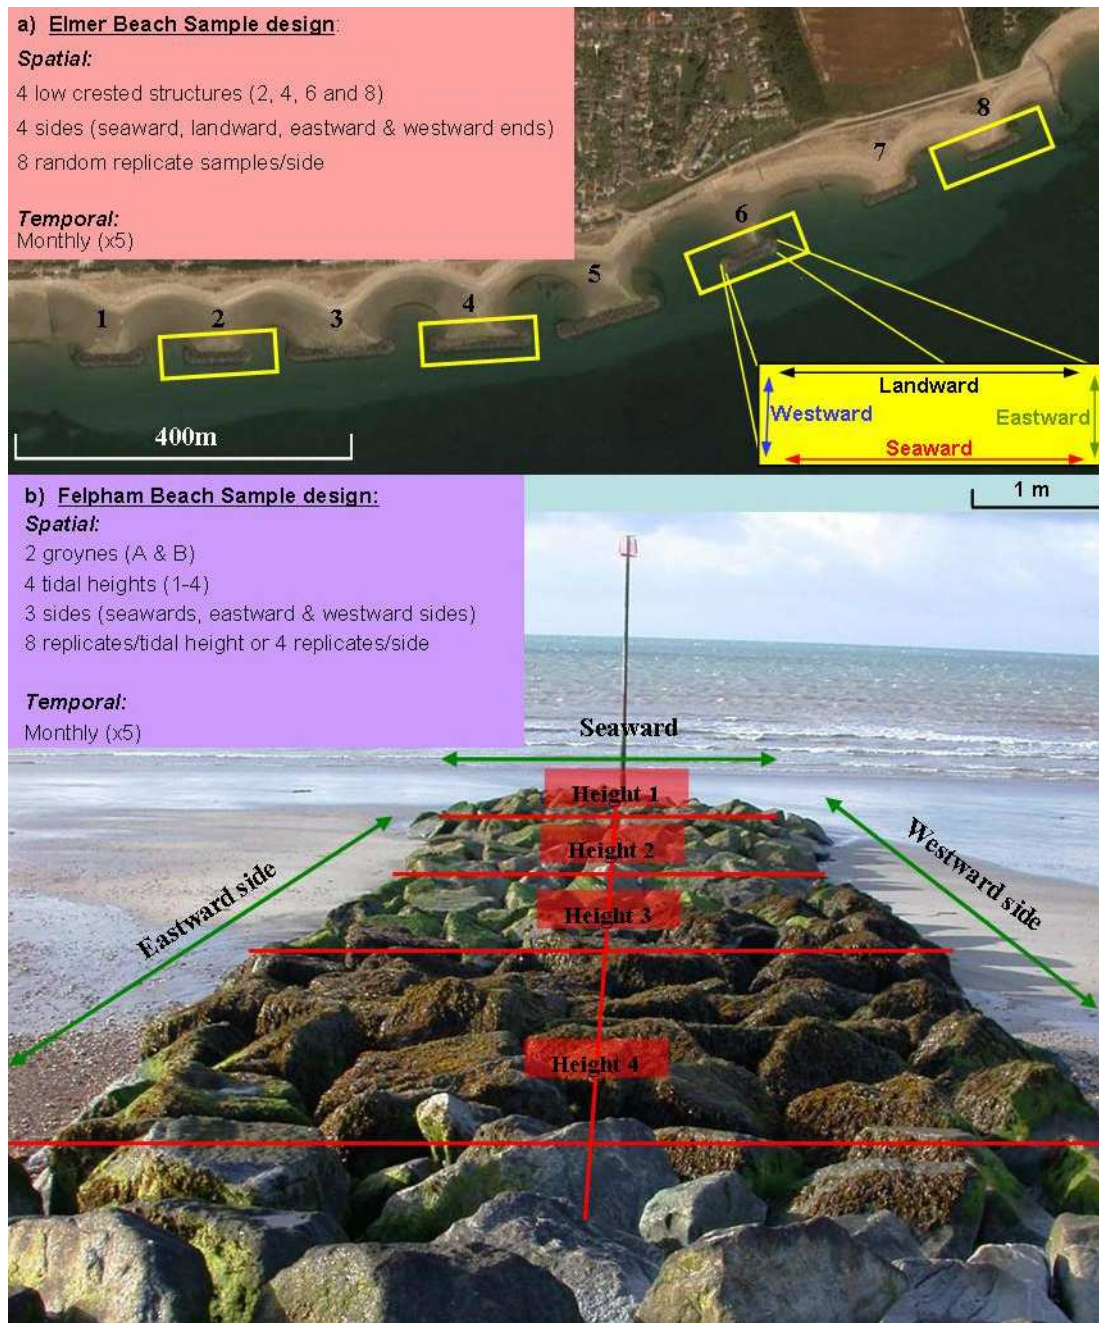 a) Elmer Beach Sample design:
Spatial:
4 low crested structures (2, 4, 6 and 8)
4 sides (seaward, landward, eastward & westward ends)
8 random replicate samples/side
Temporal:
Monthly (x5)
1
2
3
4
5
6
7
8
400m
Landward
Westward
Eastward
Seaward
b) Felpham Beach Sample design:
Spatial:
2 groynes (A & B)
4 tidal heights (1-4)
3 sides (seawards, eastward & westward sides)
8 replicates/tidal height or 4 replicates/side
Temporal:
Monthly (x5)
1 m
Seaward
Height 1
Height 2
Height 3
Height 4
Eastward side
Westward side